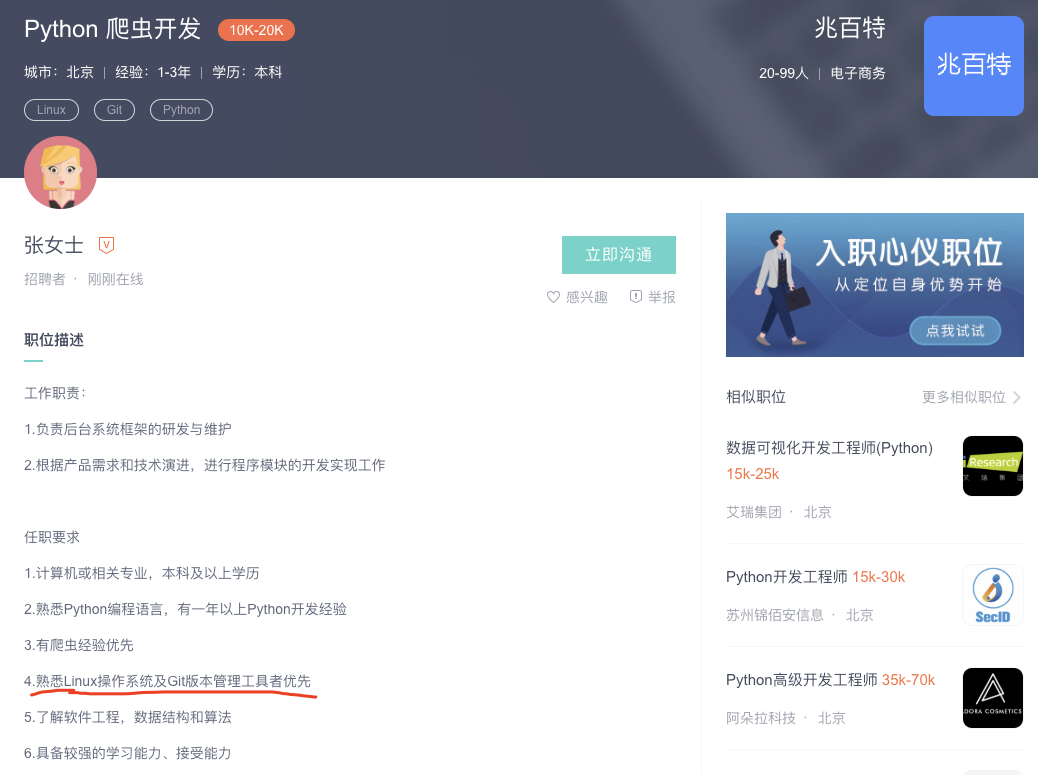 Python 爬虫开发 10K-20K
城市：北京 | 经验：1-3年 | 学历：本科
Linux Git Python
兆百特
20-99人 | 电子商务
兆百特
张女士 V
招聘者 · 刚刚在线
立即沟通
感兴趣 举报
职位描述
工作职责：
1.负责后台系统框架的研发与维护
2.根据产品需求和技术演进，进行程序模块的开发实现工作
任职要求
1.计算机或相关专业，本科及以上学历
2.熟悉Python编程语言，有一年以上Python开发经验
3.有爬虫经验优先
4.熟悉Linux操作系统及Git版本管理工具者优先
5.了解软件工程，数据结构和算法
6.具备较强的学习能力、接受能力
入职心仪职位
从定位自身优势开始
点我试试
相似职位 更多相似职位
数据可视化开发工程师(Python)
15k-25k
艾瑞集团 · 北京
iResearch
艾瑞集团
Python开发工程师 15k-30k
苏州锦佰安信息 · 北京
SecID
Python高级开发工程师 35k-70k
阿朵拉科技 · 北京
ADORA COSMETICS